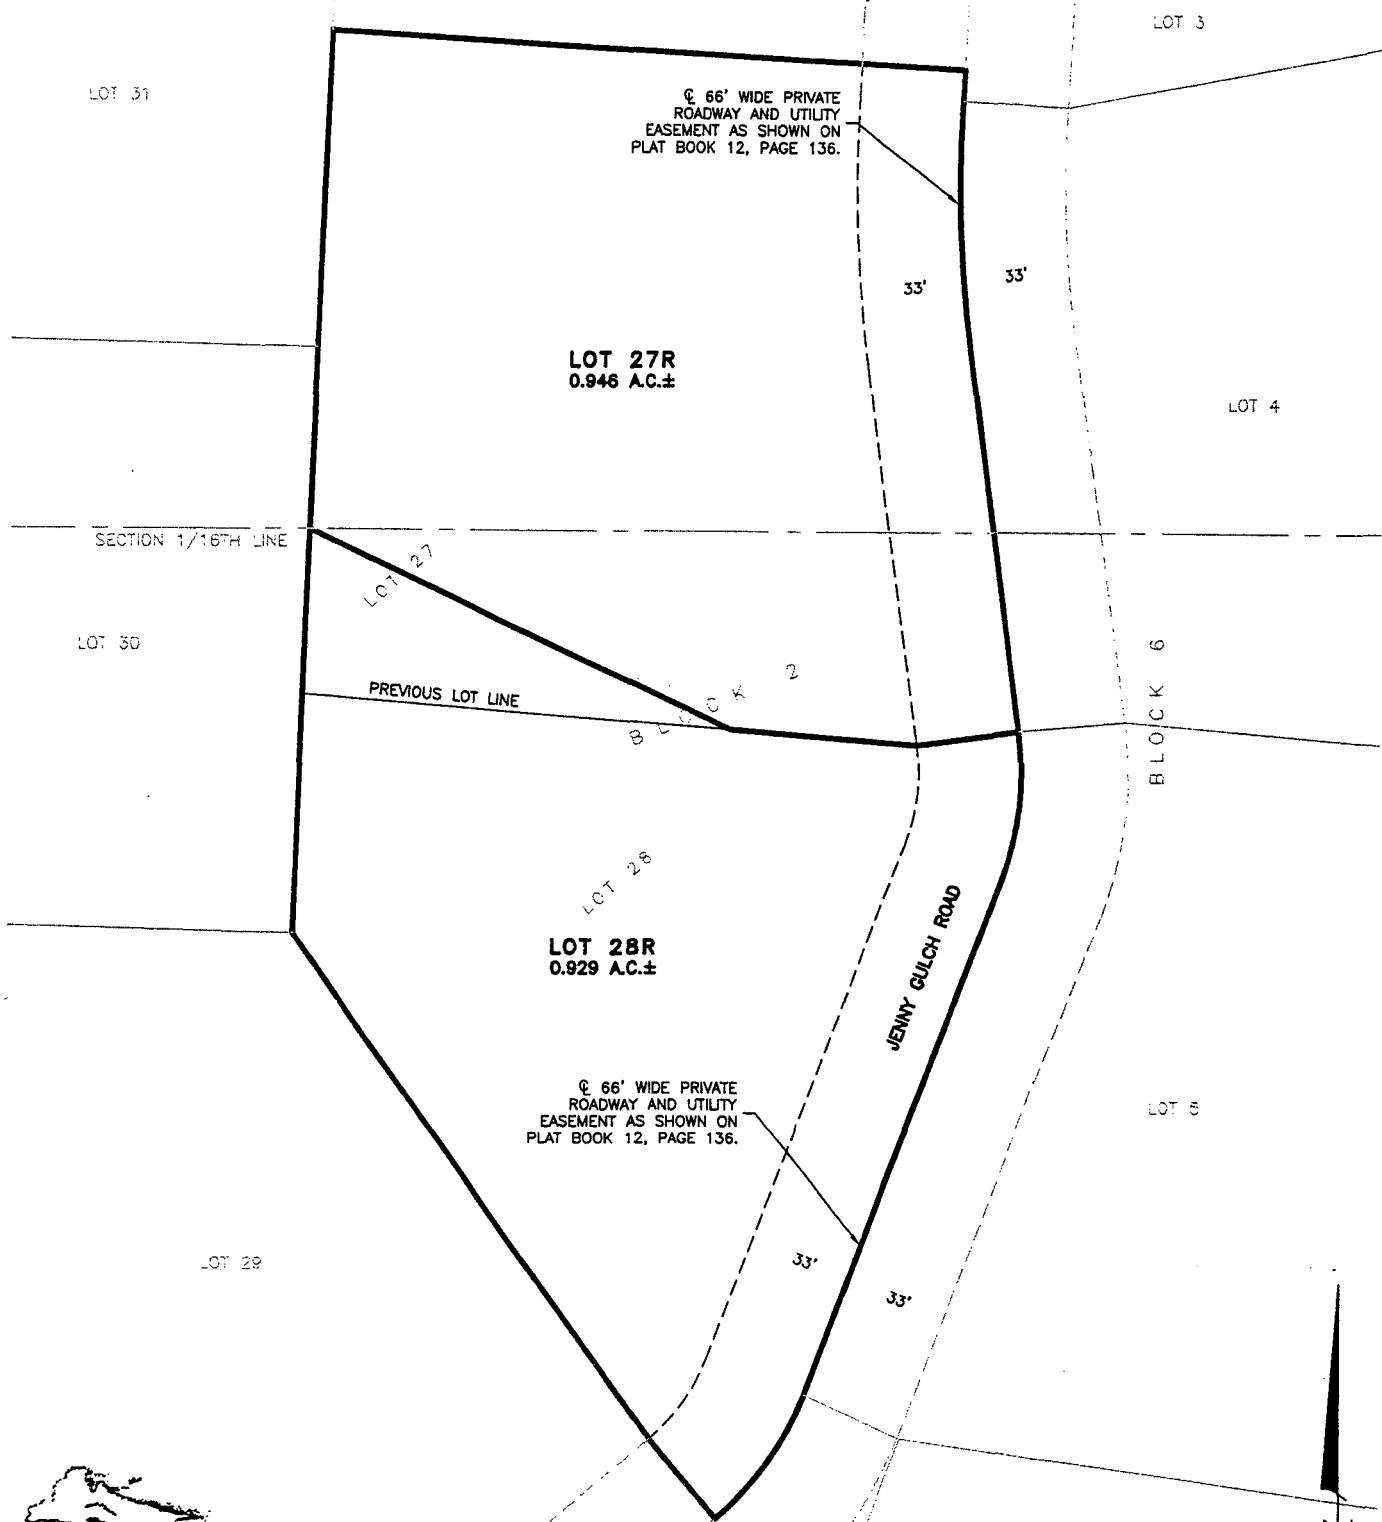 LOT 3
LOT 31
℄ 66' WIDE PRIVATE
ROADWAY AND UTILITY
EASEMENT AS SHOWN ON
PLAT BOOK 12, PAGE 136.
33'
33'
LOT 27R
0.946 A.C.±
LOT 4
SECTION 1/16TH LINE
LOT 27
LOT 30
BLOCK 2
BLOCK 6
PREVIOUS LOT LINE
LOT 28
LOT 28R
0.929 A.C.±
JENNY GULCH ROAD
℄ 66' WIDE PRIVATE
ROADWAY AND UTILITY
EASEMENT AS SHOWN ON
PLAT BOOK 12, PAGE 136.
LOT 5
LOT 29
33'
33'